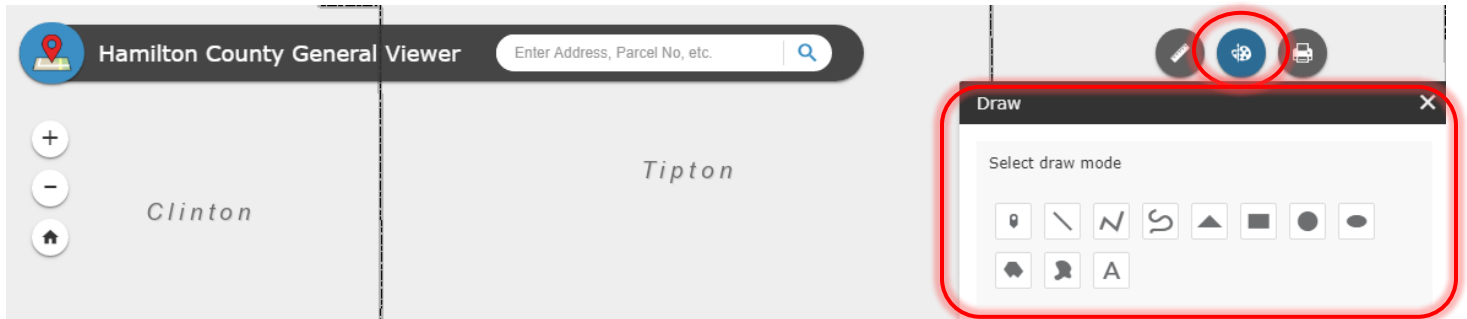 Hamilton County General Viewer
Enter Address, Parcel No, etc.
Draw
Select draw mode
Tipton
Clinton
A